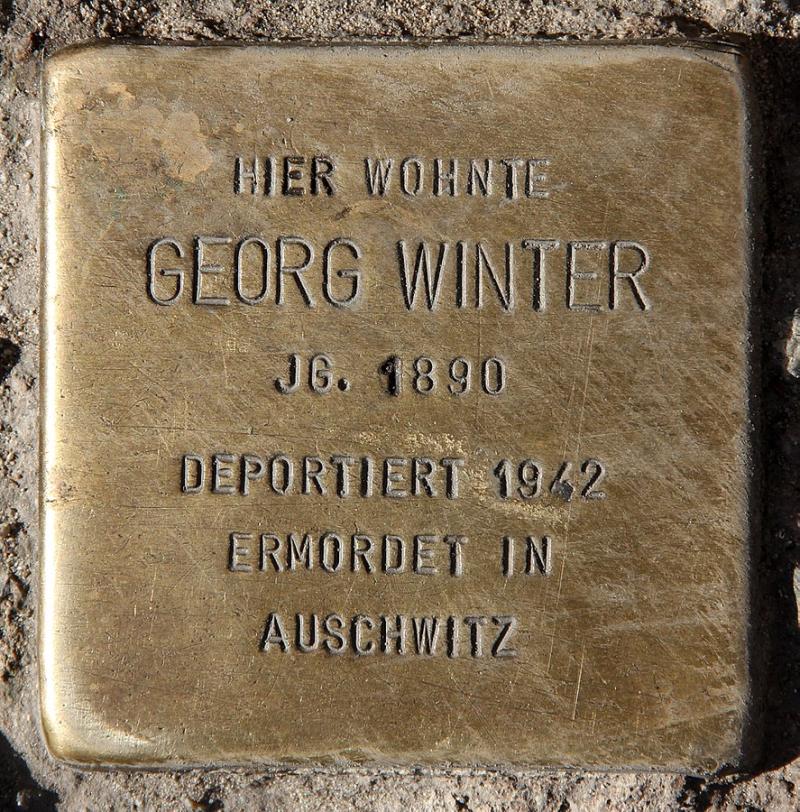 HIER WOHNTE
GEORG WINTER
JG. 1890
DEPORTIERT 1942
ERMORDET IN
AUSCHWITZ